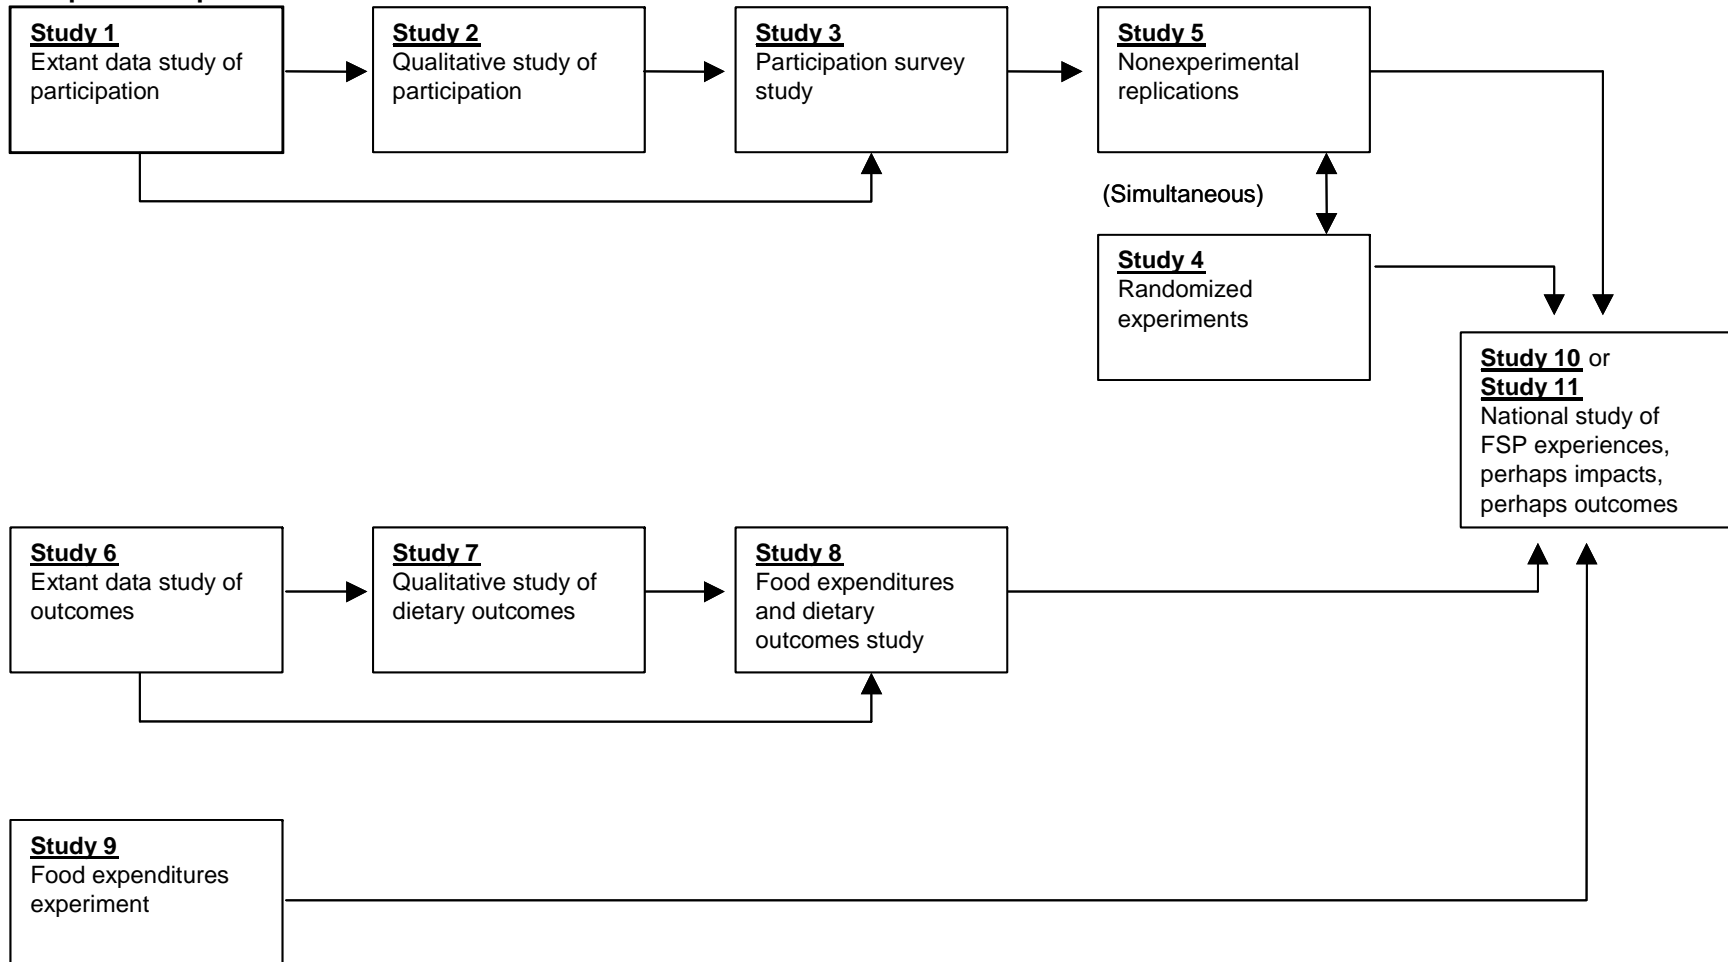 Study 1
Extant data study of
participation
Study 2
Qualitative study of
participation
Study 3
Participation survey
study
Study 5
Nonexperimental
replications
(Simultaneous)
Study 4
Randomized
experiments
Study 10 or
Study 11
National study of
FSP experiences,
perhaps impacts,
perhaps outcomes
Study 6
Extant data study of
outcomes
Study 7
Qualitative study of
dietary outcomes
Study 8
Food expenditures
and dietary
outcomes study
Study 9
Food expenditures
experiment